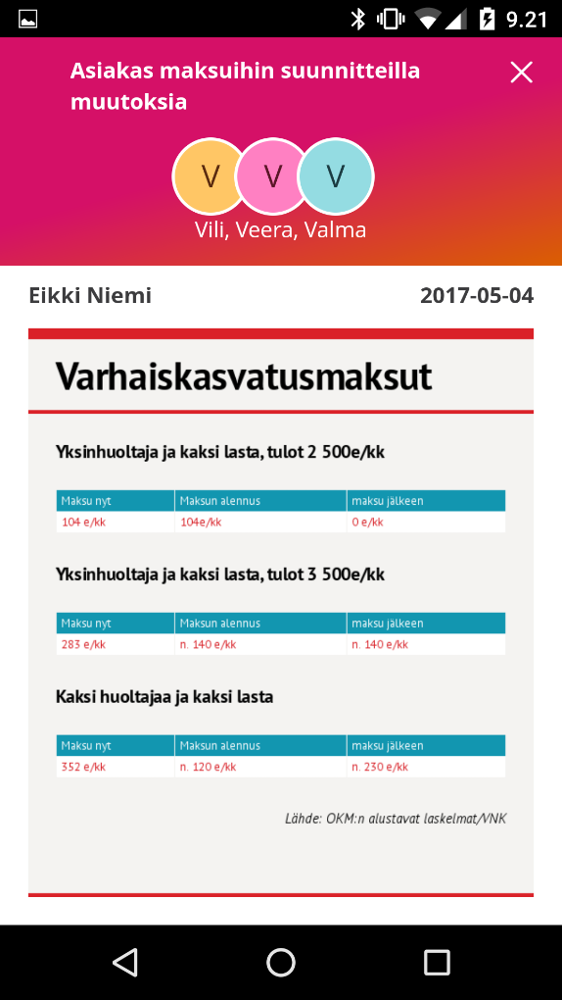 9.21
Asiakas maksuihin suunnitteilla
muutoksia
V V V
Vili, Veera, Valma
Eikki Niemi 2017-05-04
Varhaiskasvatusmaksut
Yksinhuoltaja ja kaksi lasta, tulot 2 500e/kk
Maksu nyt Maksun alennus maksu jälkeen
104 e/kk 104e/kk 0 e/kk
Yksinhuoltaja ja kaksi lasta, tulot 3 500e/kk
Maksu nyt Maksun alennus maksu jälkeen
283 e/kk n. 140 e/kk n. 140 e/kk
Kaksi huoltajaa ja kaksi lasta
Maksu nyt Maksun alennus maksu jälkeen
352 e/kk n. 120 e/kk n. 230 e/kk
Lähde: OKM:n alustavat laskelmat/VNK